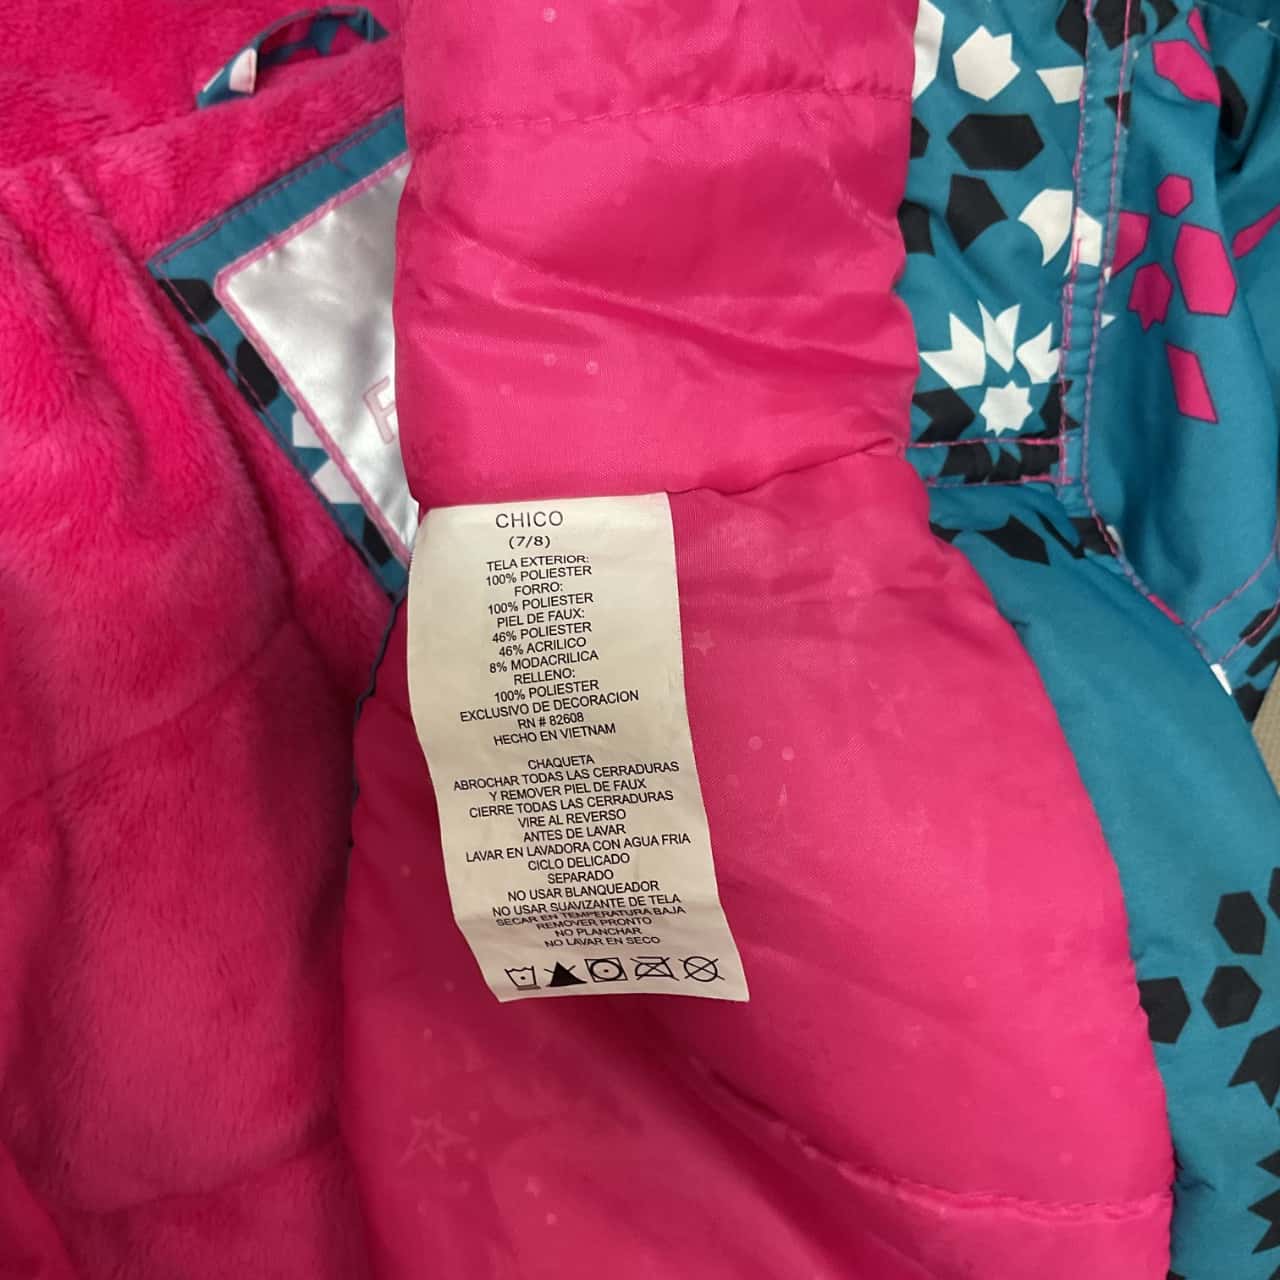 F
CHICO
(7/8)
TELA EXTERIOR:
100% POLIESTER
FORRO:
100% POLIESTER
PIEL DE FAUX:
46% POLIESTER
46% ACRILICO
8% MODACRILICA
RELLENO:
100% POLIESTER
EXCLUSIVO DE DECORACION
RN # 82608
HECHO EN VIETNAM
CHAQUETA
ABROCHAR TODAS LAS CERRADURAS
Y REMOVER PIEL DE FAUX
CIERRE TODAS LAS CERRADURAS
VIRE AL REVERSO
ANTES DE LAVAR
LAVAR EN LAVADORA CON AGUA FRIA
CICLO DELICADO
SEPARADO
NO USAR BLANQUEADOR
NO USAR SUAVIZANTE DE TELA
SECAR EN TEMPERATURA BAJA
REMOVER PRONTO
NO PLANCHAR
NO LAVAR EN SECO